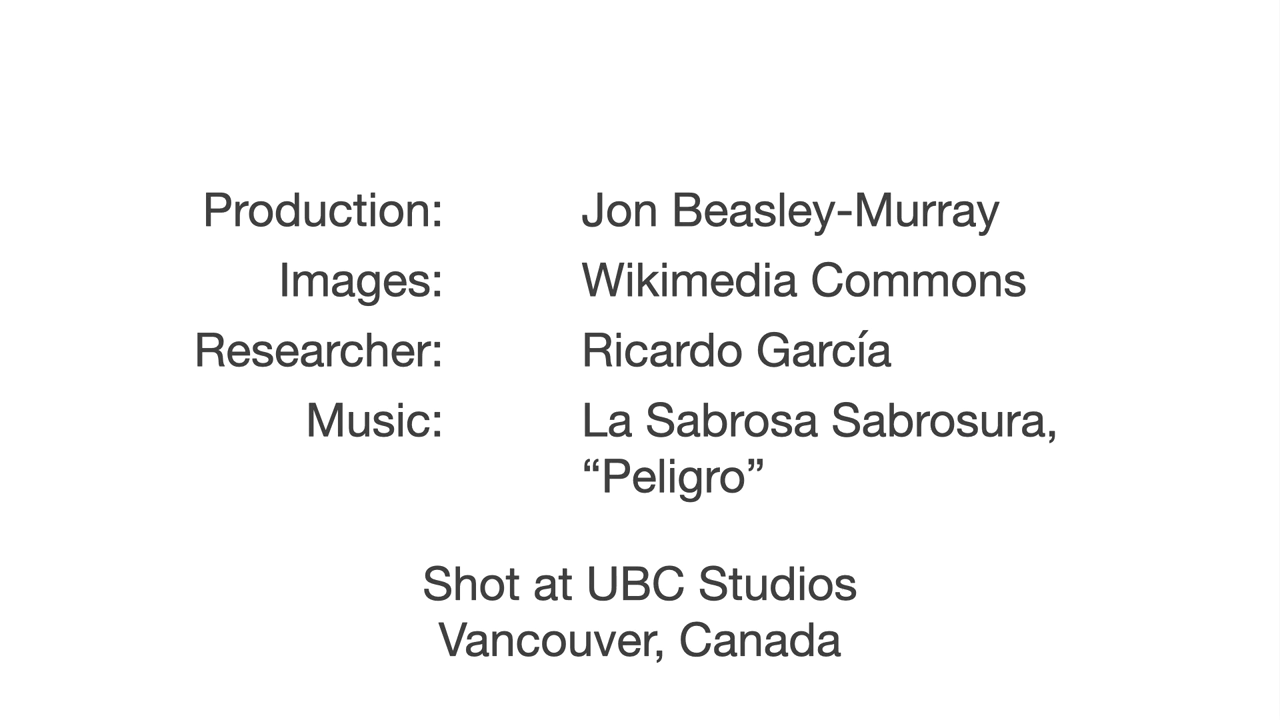 Production: Jon Beasley-Murray
Images: Wikimedia Commons
Researcher: Ricardo García
Music: La Sabrosa Sabrosura,
“Peligro”
Shot at UBC Studios
Vancouver, Canada